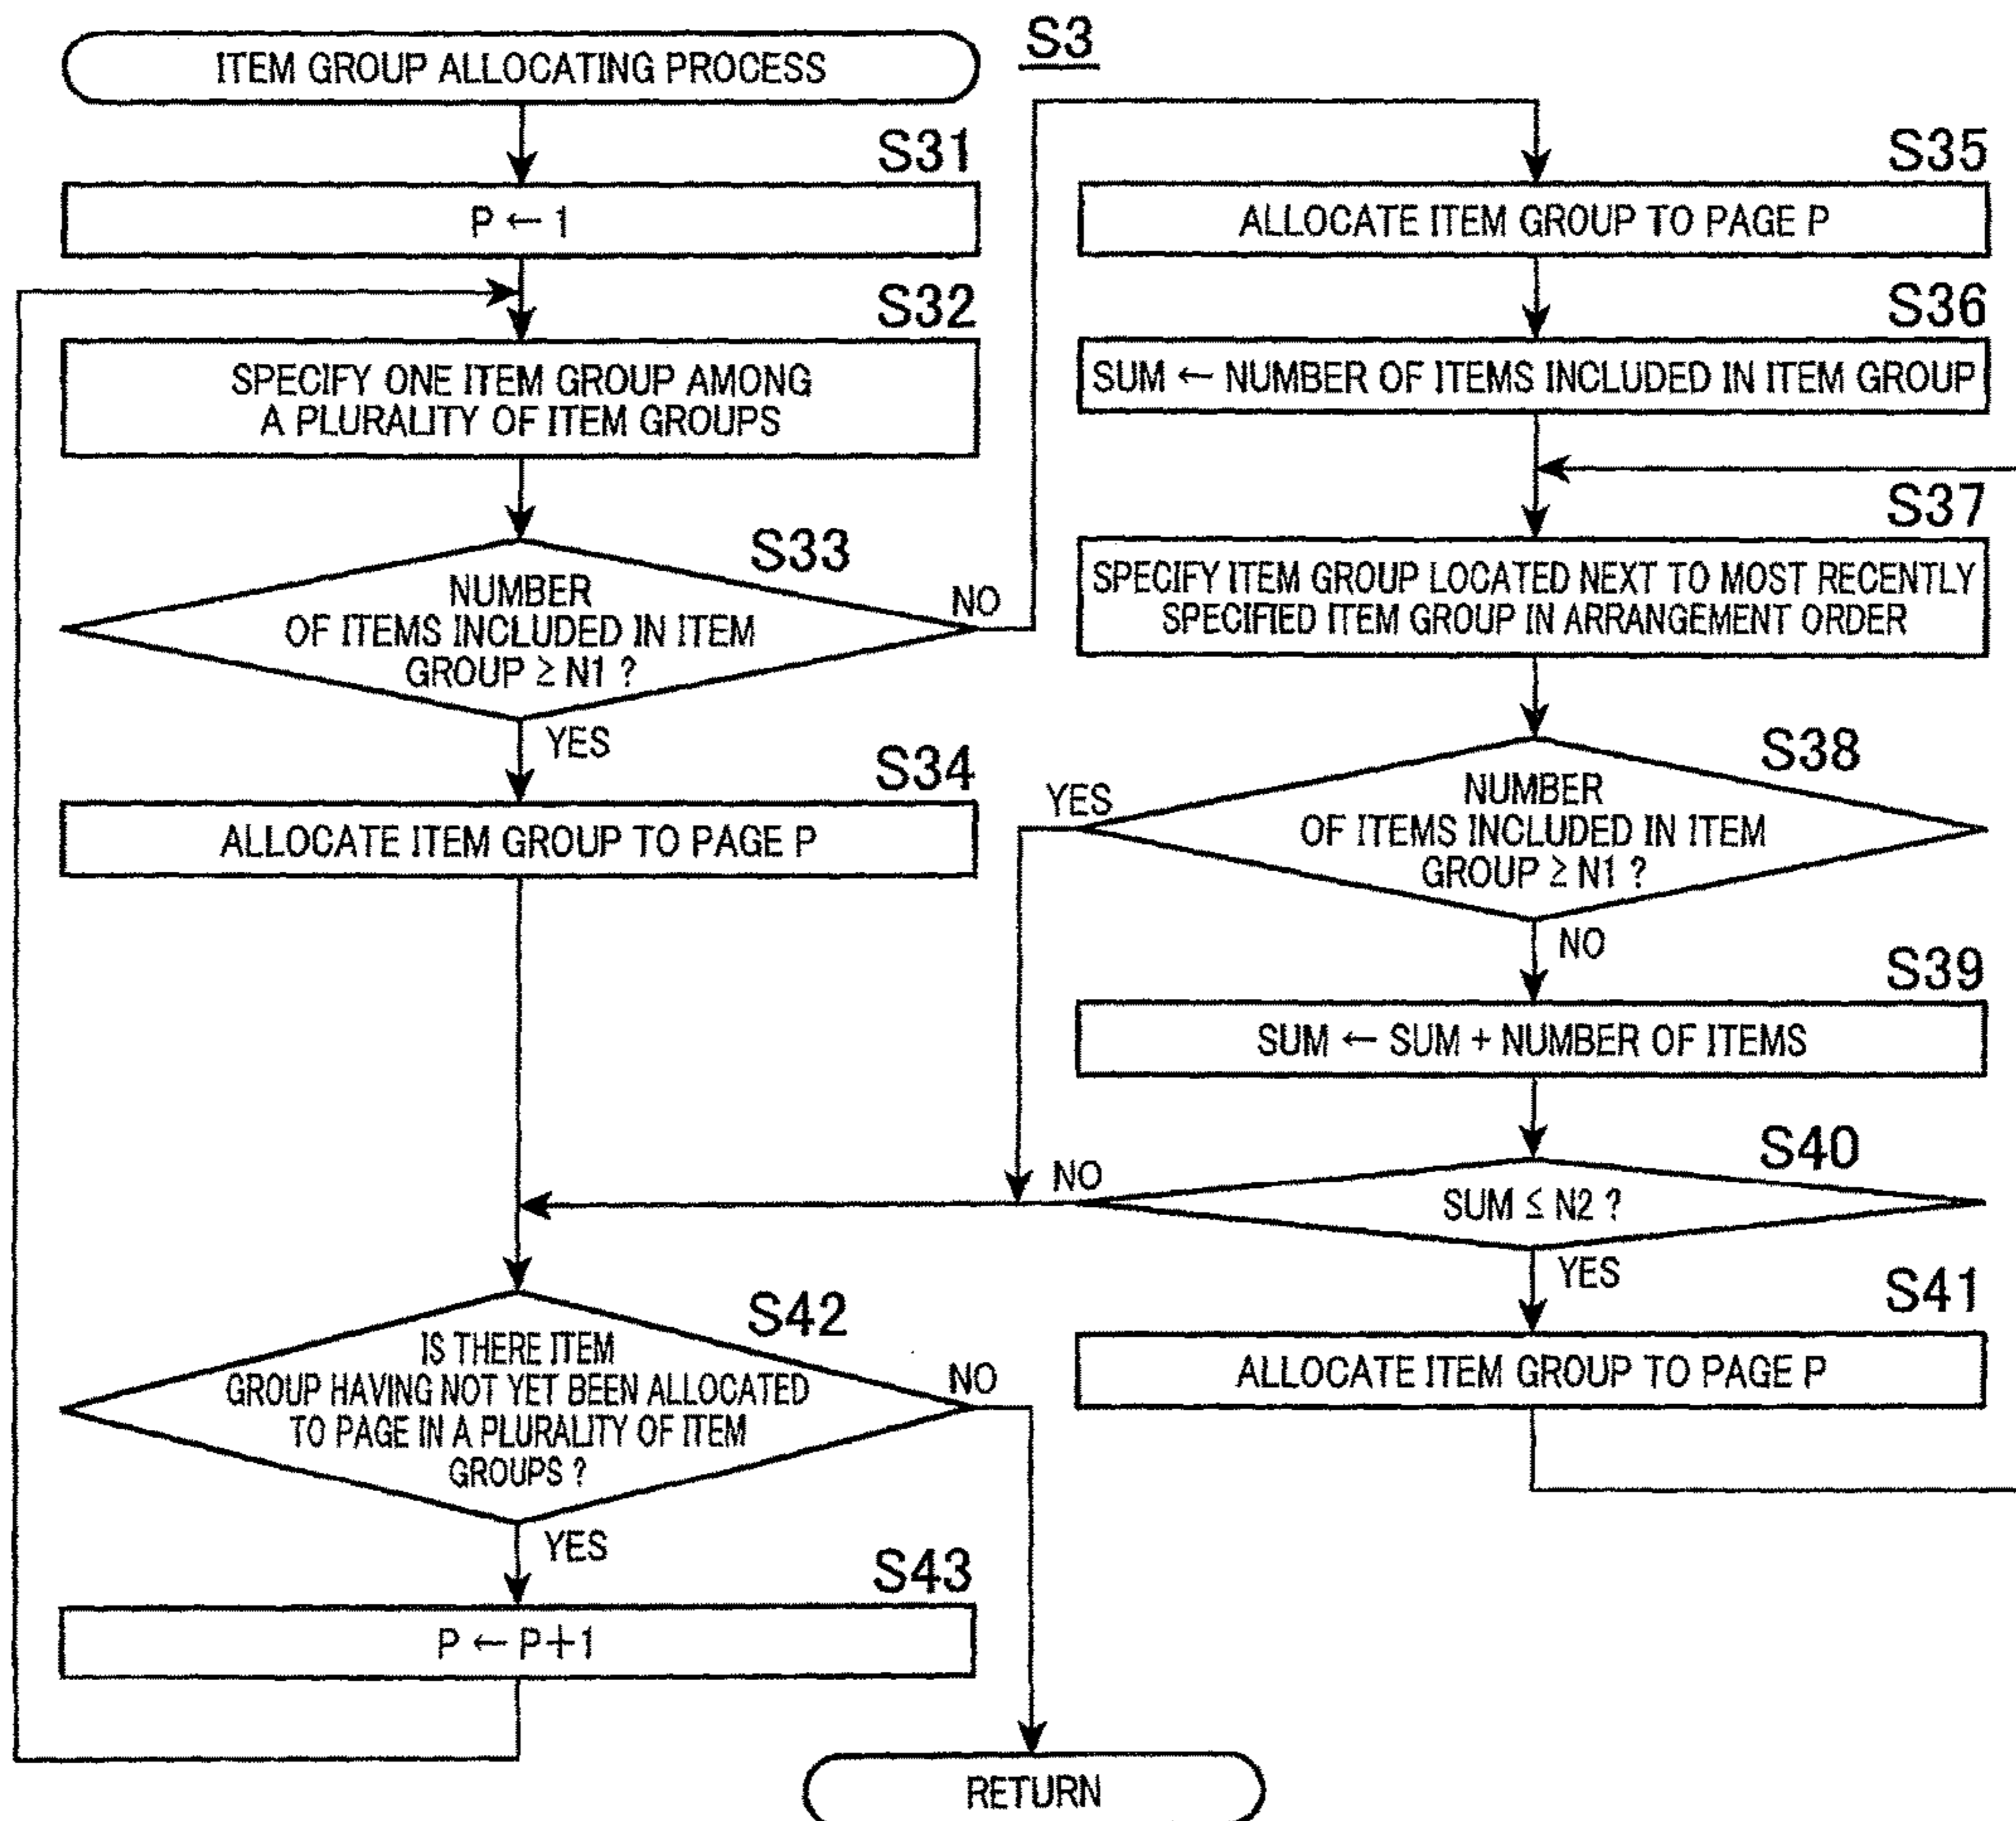 ITEM GROUP ALLOCATING PROCESS
S3
S31
P ← 1
S32
SPECIFY ONE ITEM GROUP AMONG
A PLURALITY OF ITEM GROUPS
S33
NUMBER
OF ITEMS INCLUDED IN ITEM
GROUP ≥ N1 ?
NO
YES
S34
ALLOCATE ITEM GROUP TO PAGE P
S35
ALLOCATE ITEM GROUP TO PAGE P
S36
SUM ← NUMBER OF ITEMS INCLUDED IN ITEM GROUP
S37
SPECIFY ITEM GROUP LOCATED NEXT TO MOST RECENTLY
SPECIFIED ITEM GROUP IN ARRANGEMENT ORDER
S38
NUMBER
OF ITEMS INCLUDED IN ITEM
GROUP ≥ N1 ?
YES
NO
S39
SUM ← SUM + NUMBER OF ITEMS
S40
SUM ≤ N2 ?
NO
YES
S41
ALLOCATE ITEM GROUP TO PAGE P
S42
IS THERE ITEM
GROUP HAVING NOT YET BEEN ALLOCATED
TO PAGE IN A PLURALITY OF ITEM
GROUPS ?
NO
YES
S43
P ← P+1
RETURN